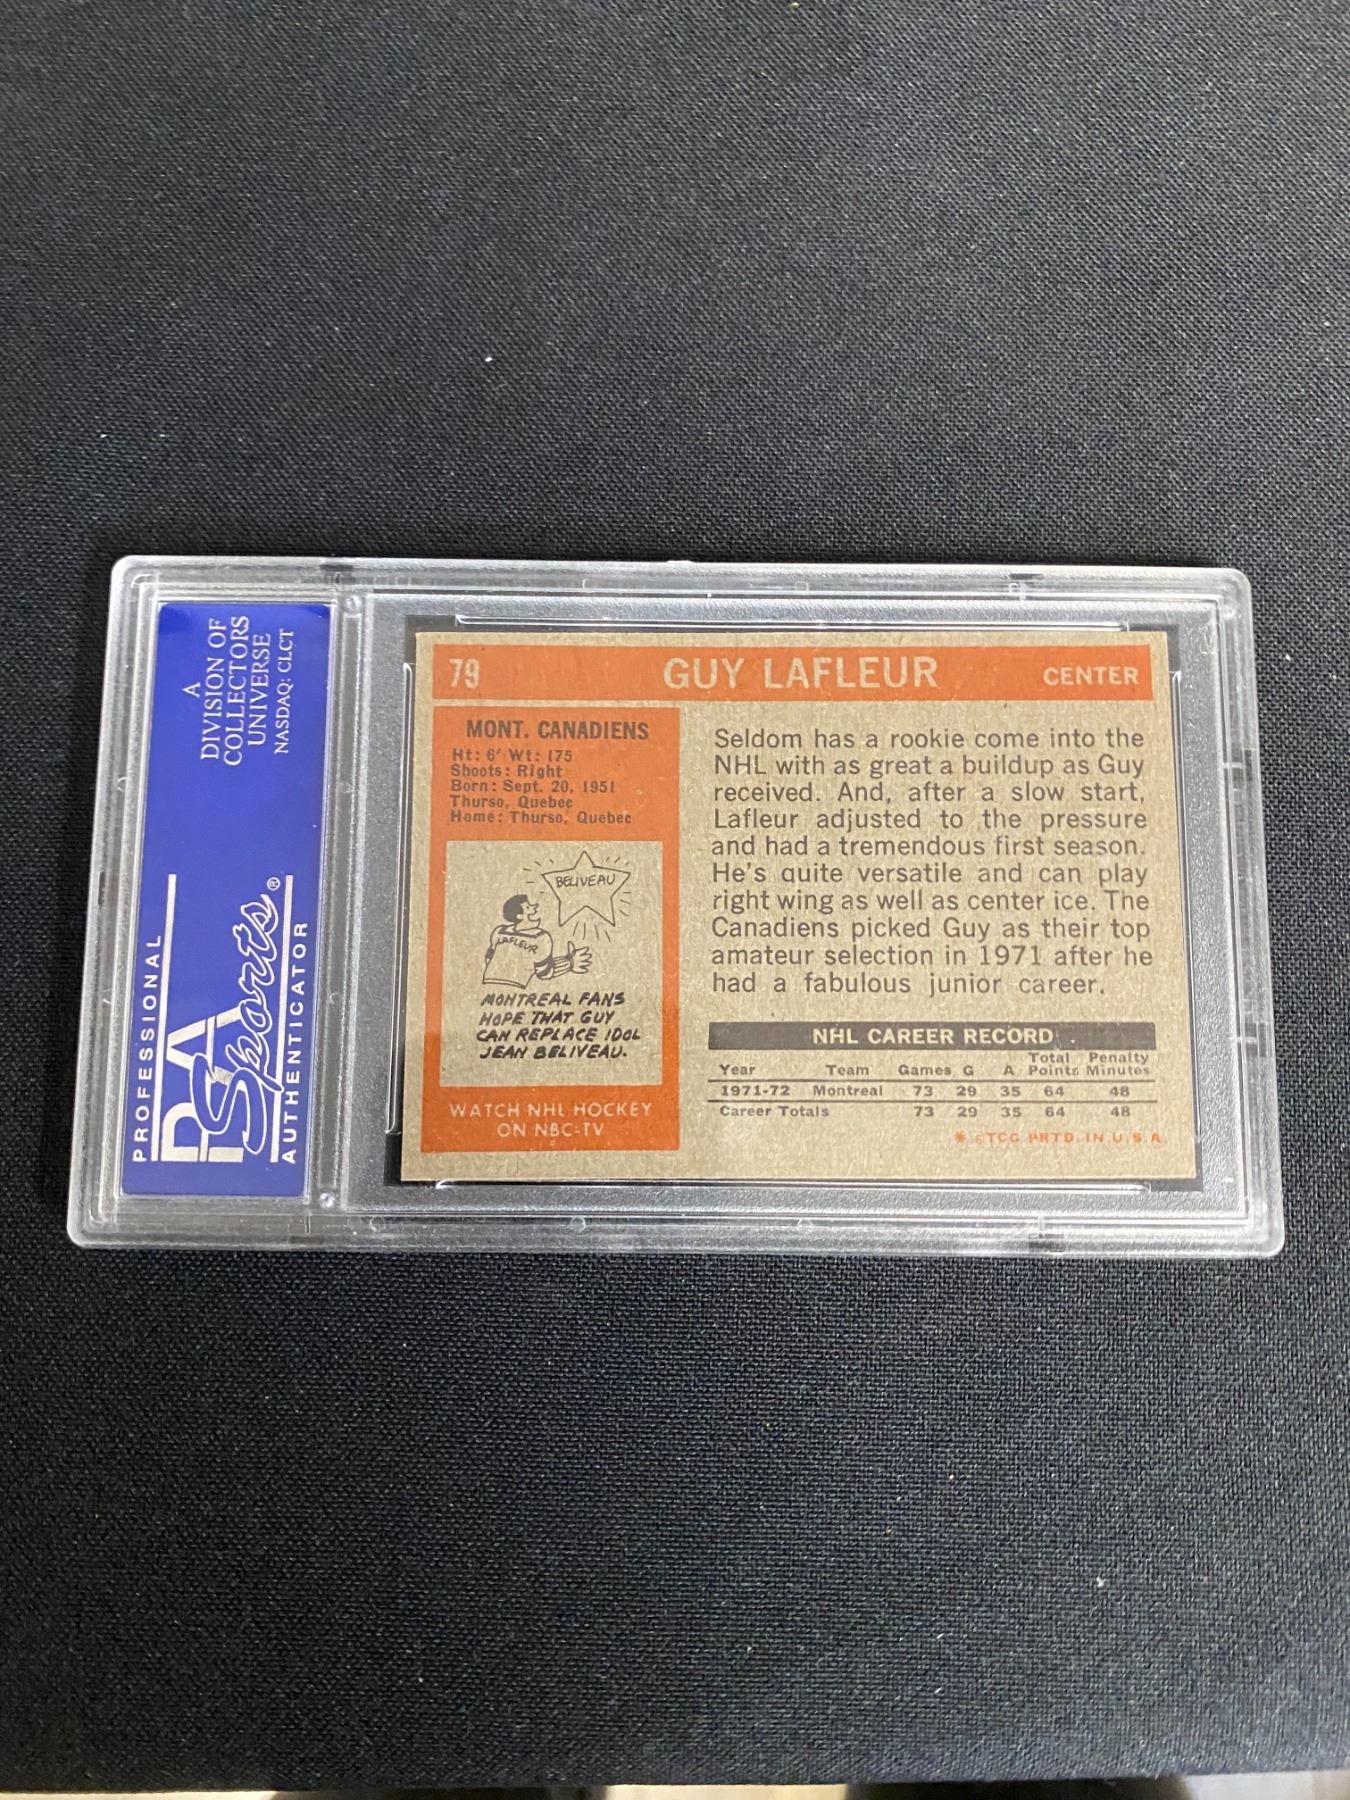 A
DIVISION OF
COLLECTORS
UNIVERSE
NASDAQ: CLCT
PROFESSIONAL
PSA
Sports®
AUTHENTICATOR
79 GUY LAFLEUR CENTER
MONT. CANADIENS
Ht: 6' Wt: 175
Shoots: Right
Born: Sept. 20, 1951
Thurso, Quebec
Home: Thurso, Quebec
BELIVEAU
LAFLEUR
MONTREAL FANS
HOPE THAT GUY
CAN REPLACE IDOL
JEAN BELIVEAU.
WATCH NHL HOCKEY
ON NBC-TV
Seldom has a rookie come into the
NHL with as great a buildup as Guy
received. And, after a slow start,
Lafleur adjusted to the pressure
and had a tremendous first season.
He's quite versatile and can play
right wing as well as center ice. The
Canadiens picked Guy as their top
amateur selection in 1971 after he
had a fabulous junior career.
NHL CAREER RECORD
Year Team Games G A Total Points Penalty Minutes
1971-72 Montreal 73 29 35 64 48
Career Totals 73 29 35 64 48
* ©TCG PRTD. IN U.S.A.